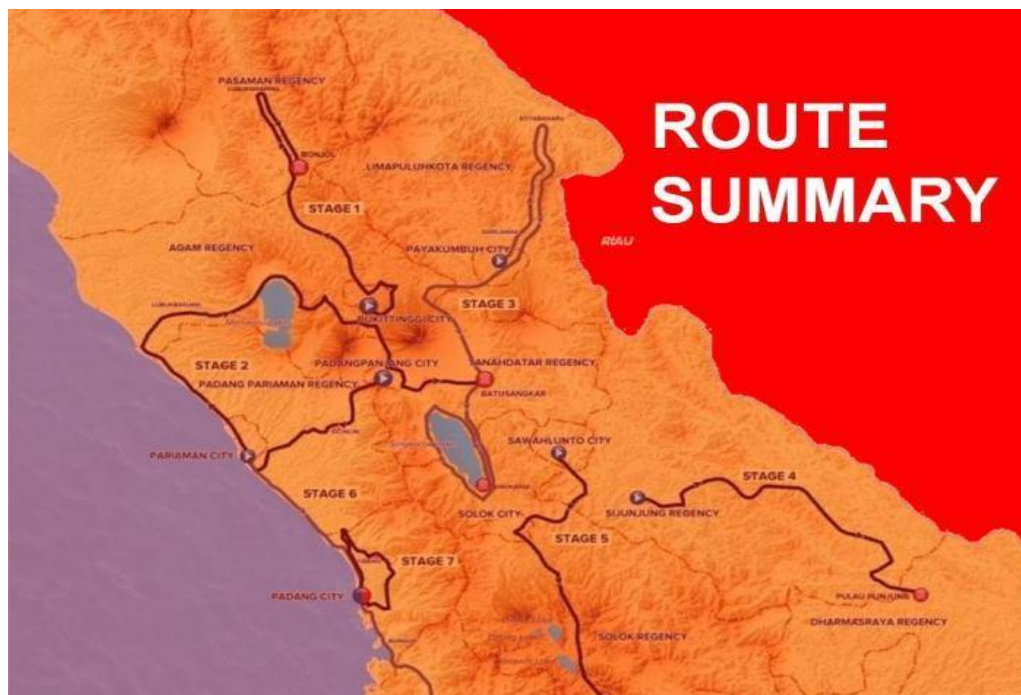 ROUTE
SUMMARY
PASAMAN REGENCY
BONJOL
LIMAPULUHKOTA REGENCY
STAGE 1
AGAM REGENCY
PAYAKUMBUH CITY
RIAU
STAGE 3
BUKITTINGGI CITY
STAGE 2
PADANGPANJANG CITY
TANAHDATAR REGENCY
PADANG PARIAMAN REGENCY
BATUSANGKAR
PARIAMAN CITY
SAWAHLUNTO CITY
STAGE 4
STAGE 6
SOLOK CITY
SIJUNJUNG REGENCY
STAGE 5
STAGE 7
PADANG CITY
PULAU PUNJUNG
DHARMASRAYA REGENCY
SOLOK REGENCY